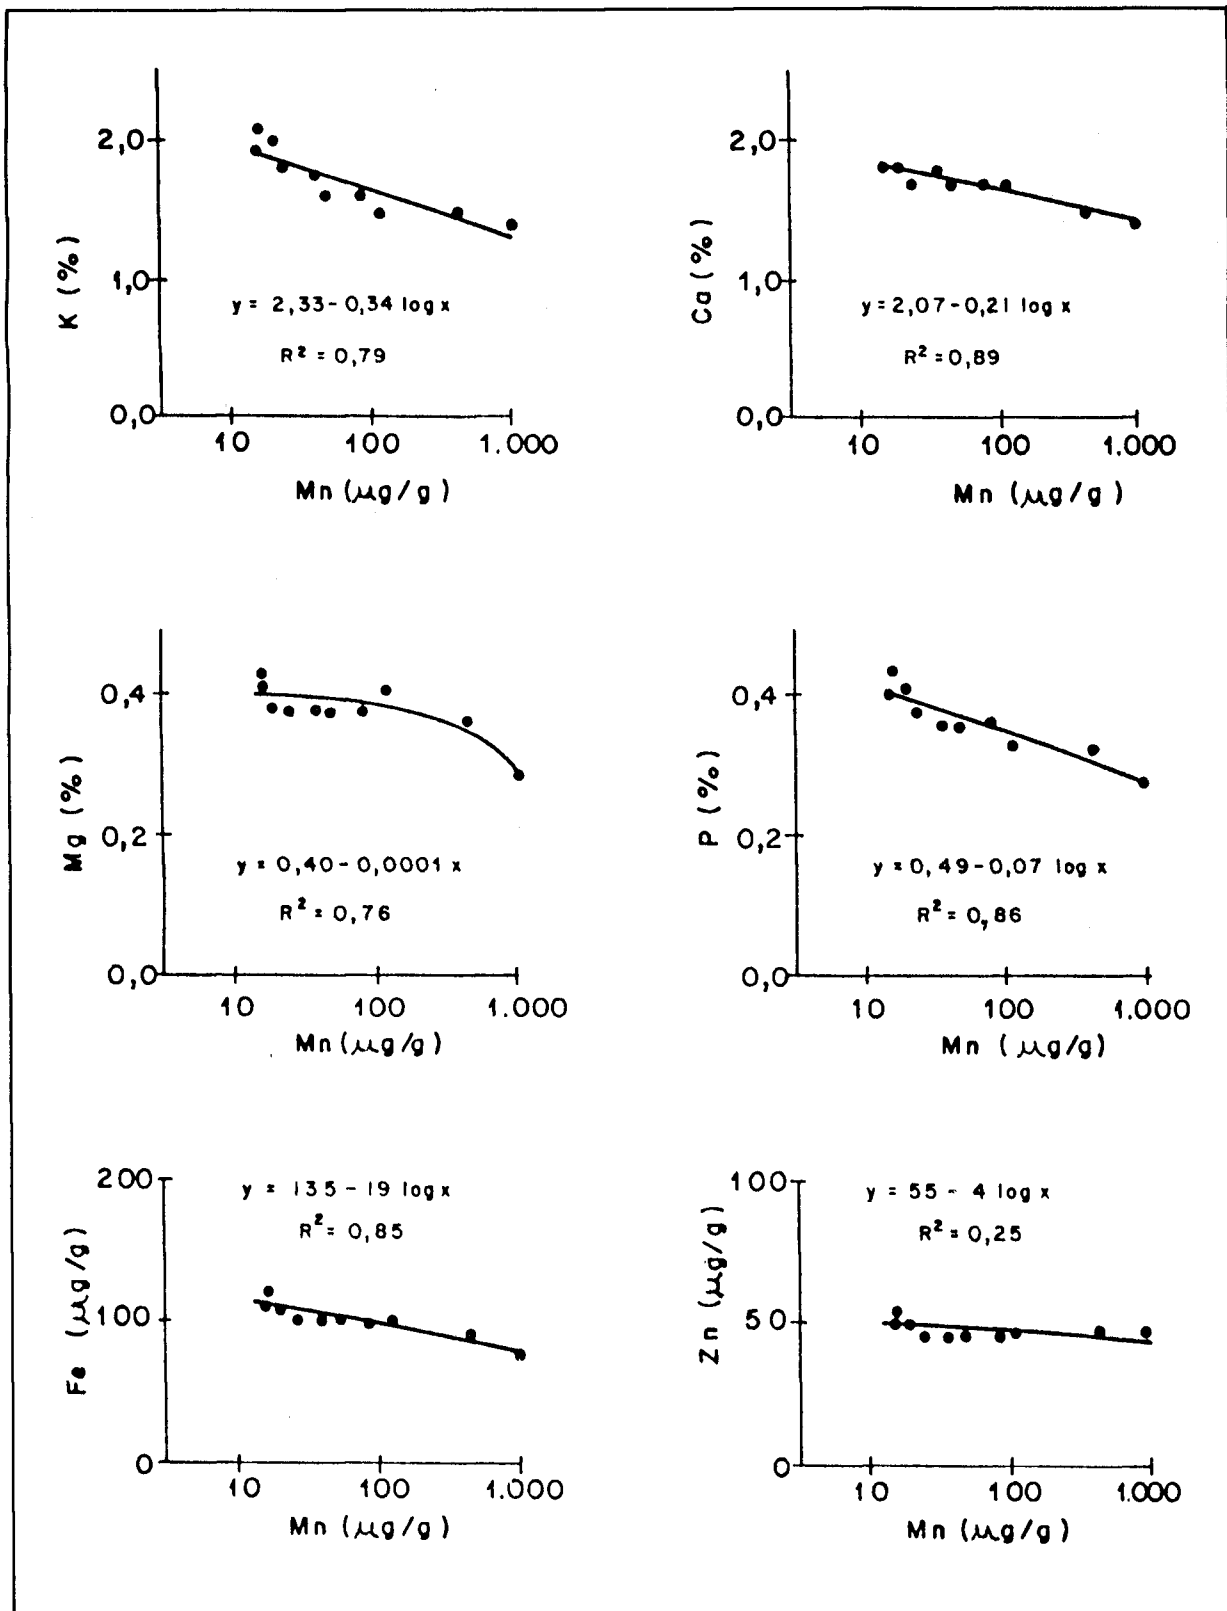 2,0
1,0
0,0
K (%)
y = 2,33-0,34 log x
R² = 0,79
10 100 1.000
Mn (μg/g)
2,0
1,0
0,0
Ca (%)
y = 2,07-0,21 log x
R² = 0,89
10 100 1.000
Mn (μg/g)
0,4
0,2
0,0
Mg (%)
y = 0,40-0,0001 x
R² = 0,76
10 100 1.000
Mn (μg/g)
0,4
0,2
0,0
P (%)
y = 0,49-0,07 log x
R² = 0,86
10 100 1.000
Mn (μg/g)
200
100
0
Fe (μg/g)
y = 135-19 log x
R² = 0,85
10 100 1.000
Mn (μg/g)
100
50
0
Zn (μg/g)
y = 55 - 4 log x
R² = 0,25
10 100 1.000
Mn (μg/g)